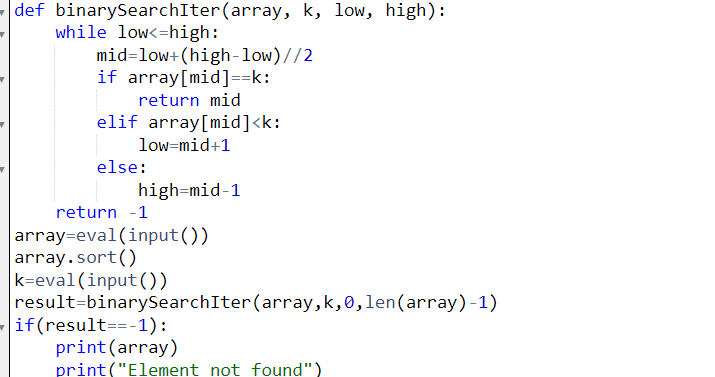 def binarySearchIter(array, k, low, high):
    while low<=high:
        mid=low+(high-low)//2
        if array[mid]==k:
            return mid
        elif array[mid]<k:
            low=mid+1
        else:
            high=mid-1
    return -1
array=eval(input())
array.sort()
k=eval(input())
result=binarySearchIter(array,k,0,len(array)-1)
if(result==-1):
    print(array)
    print("Element not found")